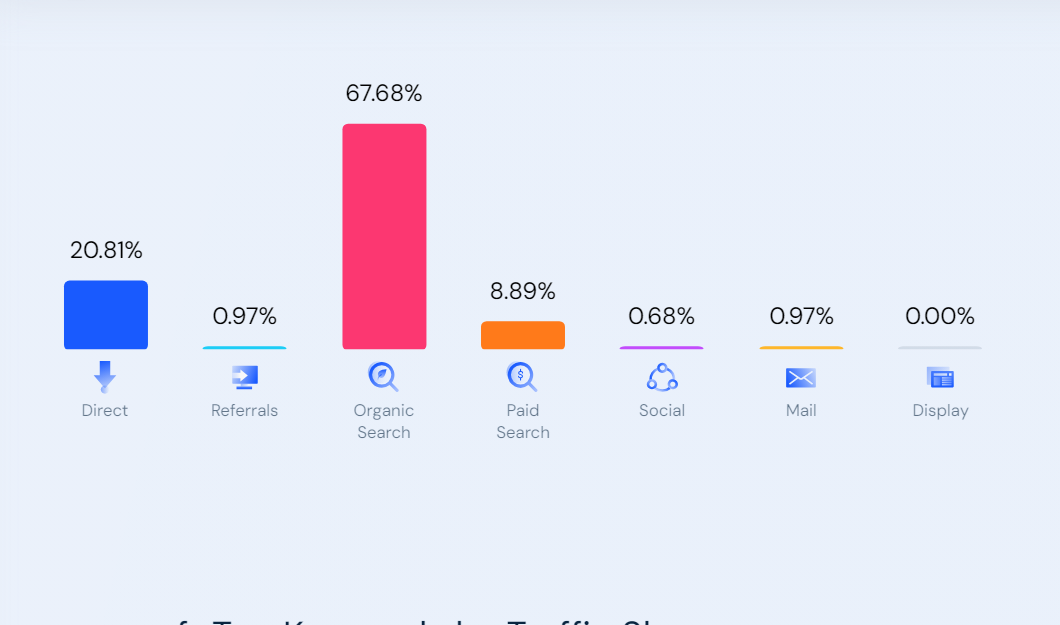 67.68%
20.81%
8.89%
0.97%
0.68%
0.97%
0.00%
Direct
Referrals
Organic
Search
Paid
Search
Social
Mail
Display